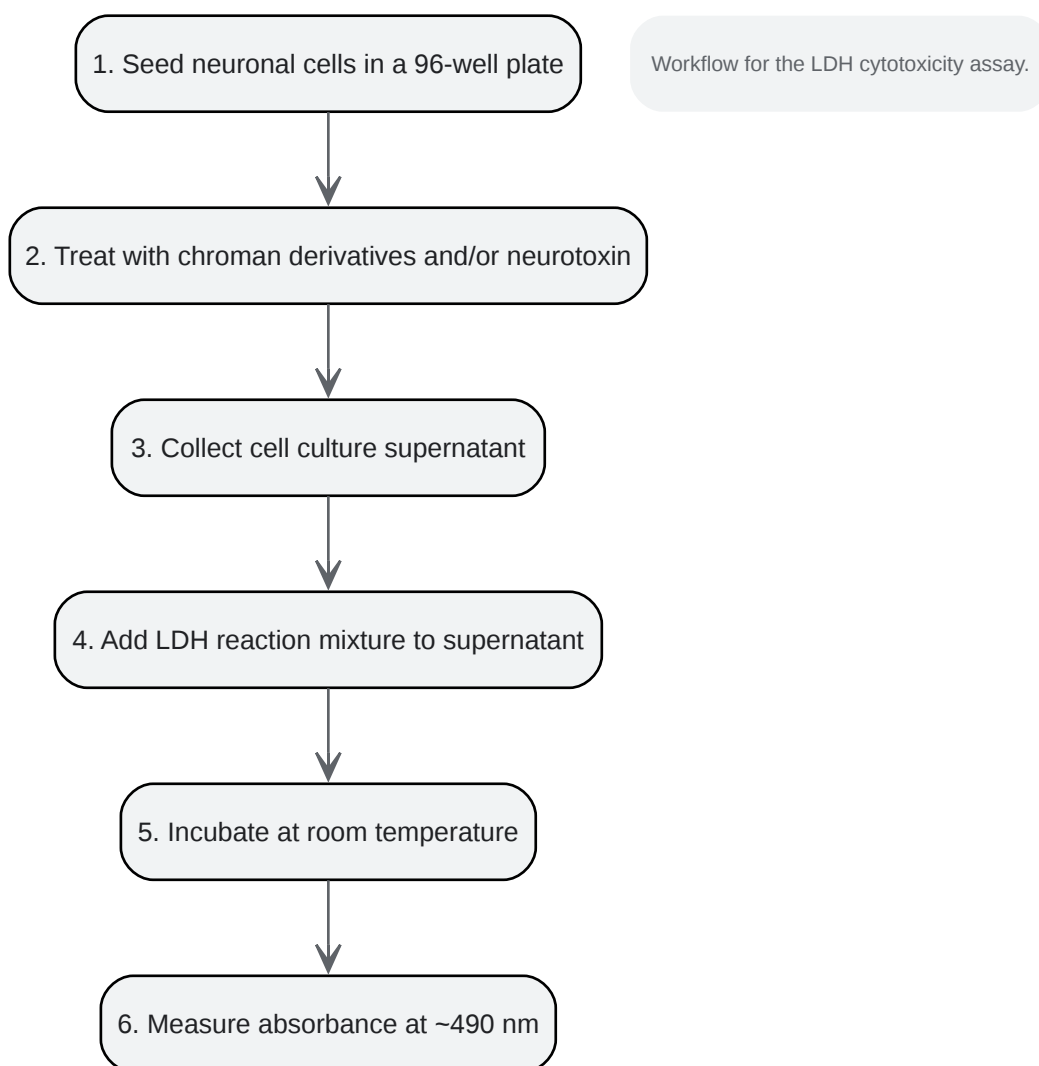 1. Seed neuronal cells in a 96-well plate
Workflow for the LDH cytotoxicity assay.
2. Treat with chroman derivatives and/or neurotoxin
3. Collect cell culture supernatant
4. Add LDH reaction mixture to supernatant
5. Incubate at room temperature
6. Measure absorbance at ~490 nm